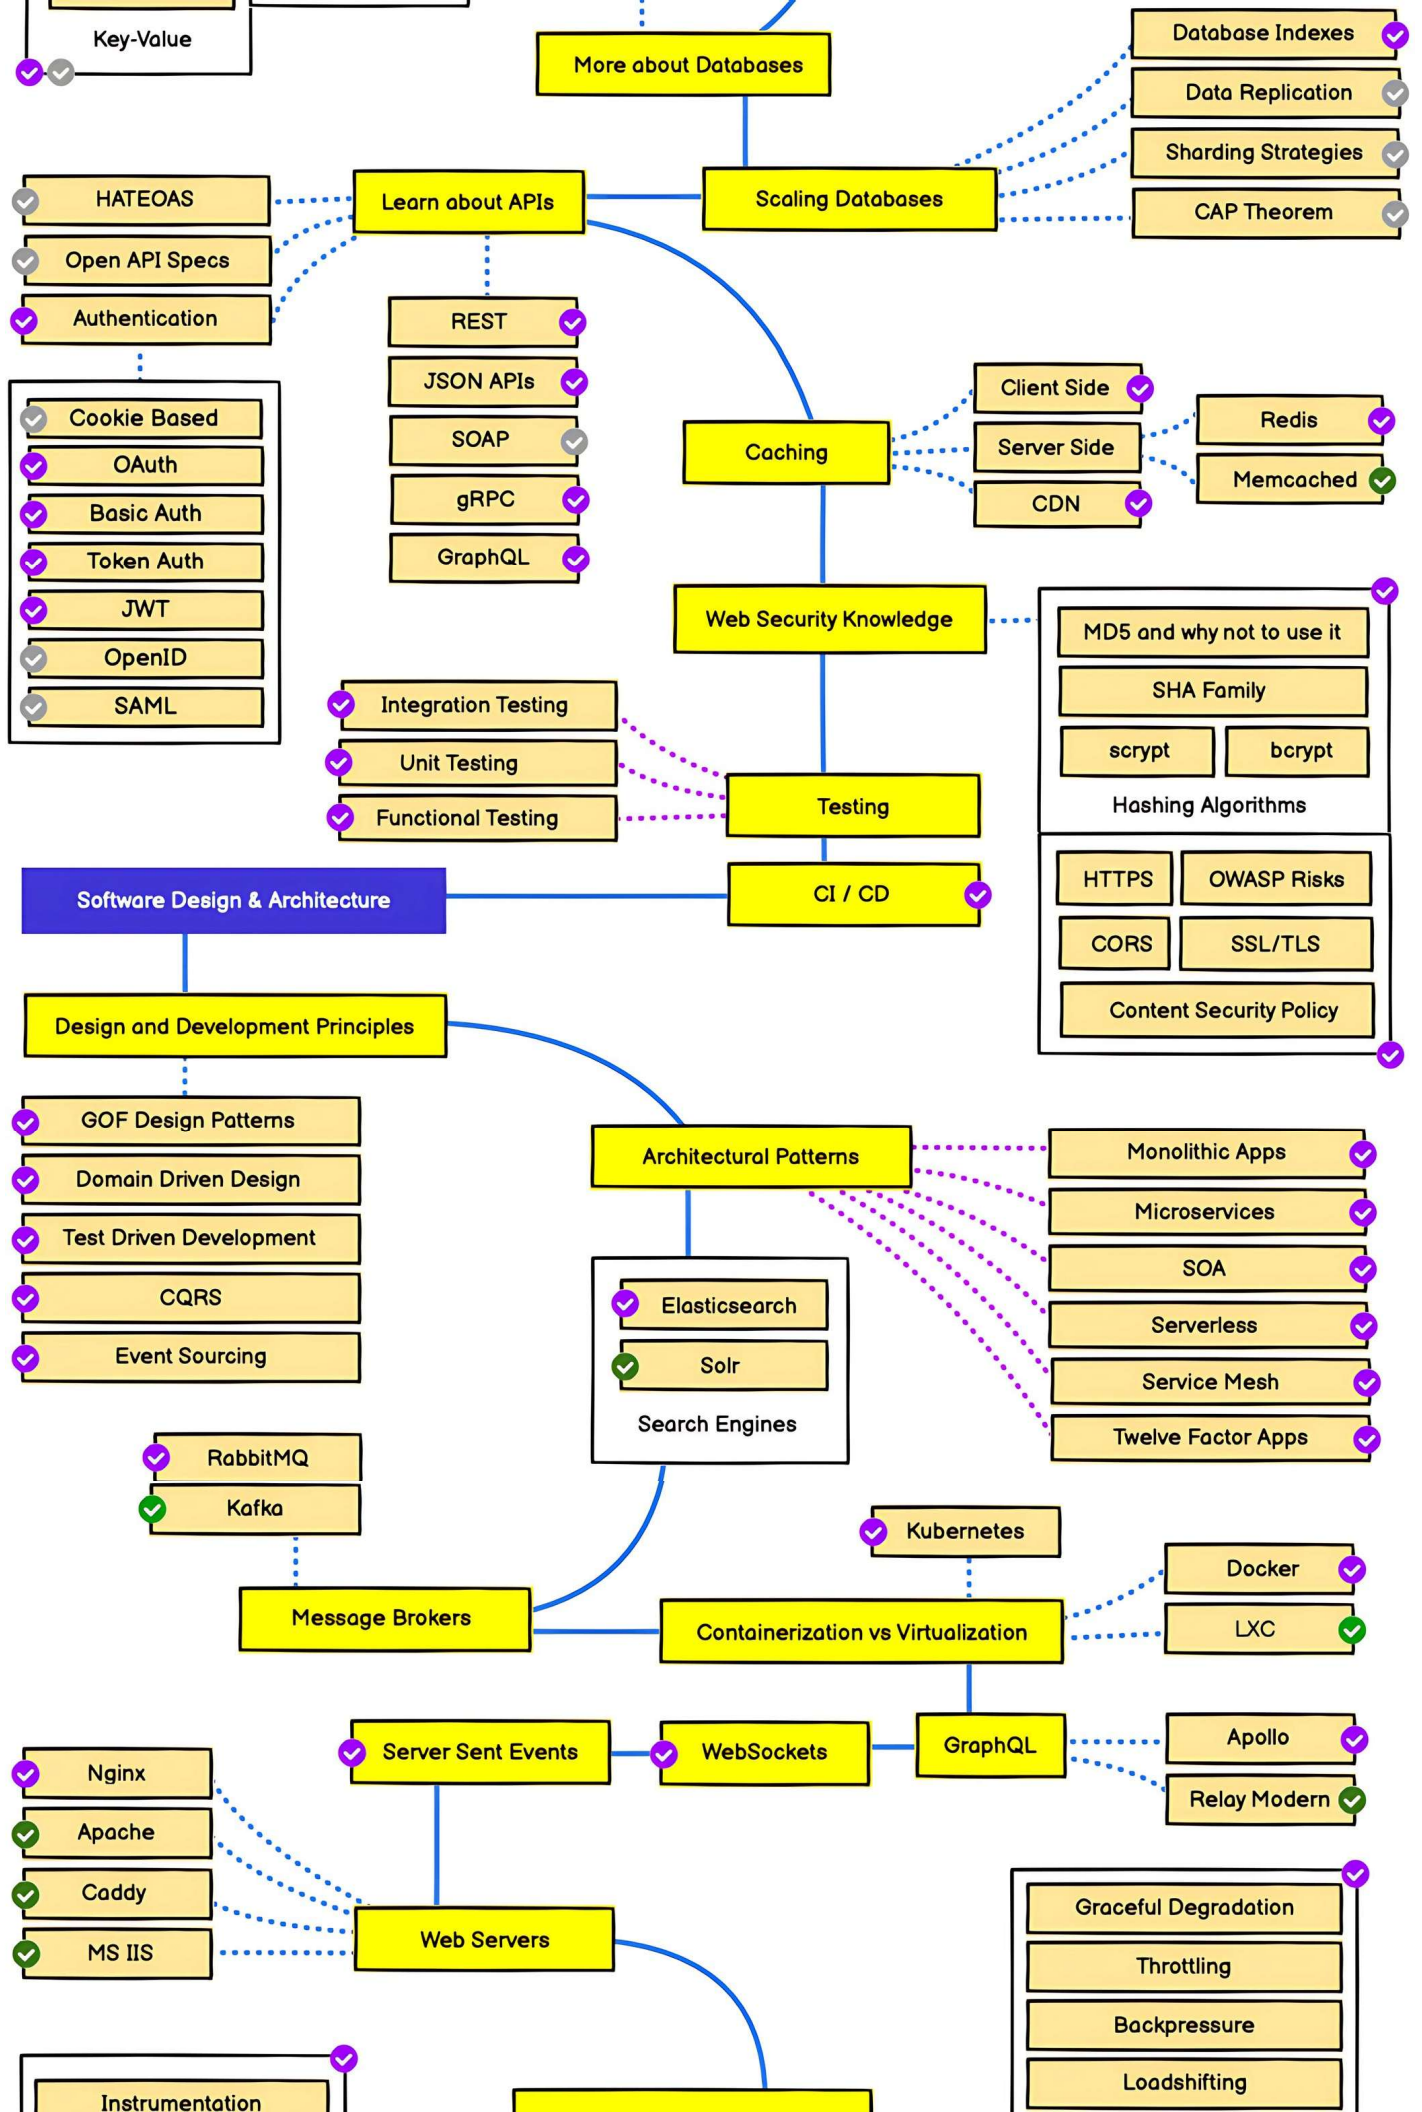 Key-Value
More about Databases
Database Indexes
Data Replication
Sharding Strategies
CAP Theorem
Scaling Databases
Learn about APIs
HATEOAS
Open API Specs
Authentication
Cookie Based
OAuth
Basic Auth
Token Auth
JWT
OpenID
SAML
REST
JSON APIs
SOAP
gRPC
GraphQL
Caching
Client Side
Server Side
CDN
Redis
Memcached
Web Security Knowledge
MD5 and why not to use it
SHA Family
scrypt
bcrypt
Hashing Algorithms
HTTPS
OWASP Risks
CORS
SSL/TLS
Content Security Policy
Integration Testing
Unit Testing
Functional Testing
Testing
CI / CD
Software Design & Architecture
Design and Development Principles
GOF Design Patterns
Domain Driven Design
Test Driven Development
CQRS
Event Sourcing
Architectural Patterns
Monolithic Apps
Microservices
SOA
Serverless
Service Mesh
Twelve Factor Apps
Elasticsearch
Solr
Search Engines
RabbitMQ
Kafka
Message Brokers
Kubernetes
Containerization vs Virtualization
Docker
LXC
GraphQL
Apollo
Relay Modern
WebSockets
Server Sent Events
Nginx
Apache
Caddy
MS IIS
Web Servers
Graceful Degradation
Throttling
Backpressure
Loadshifting
Instrumentation